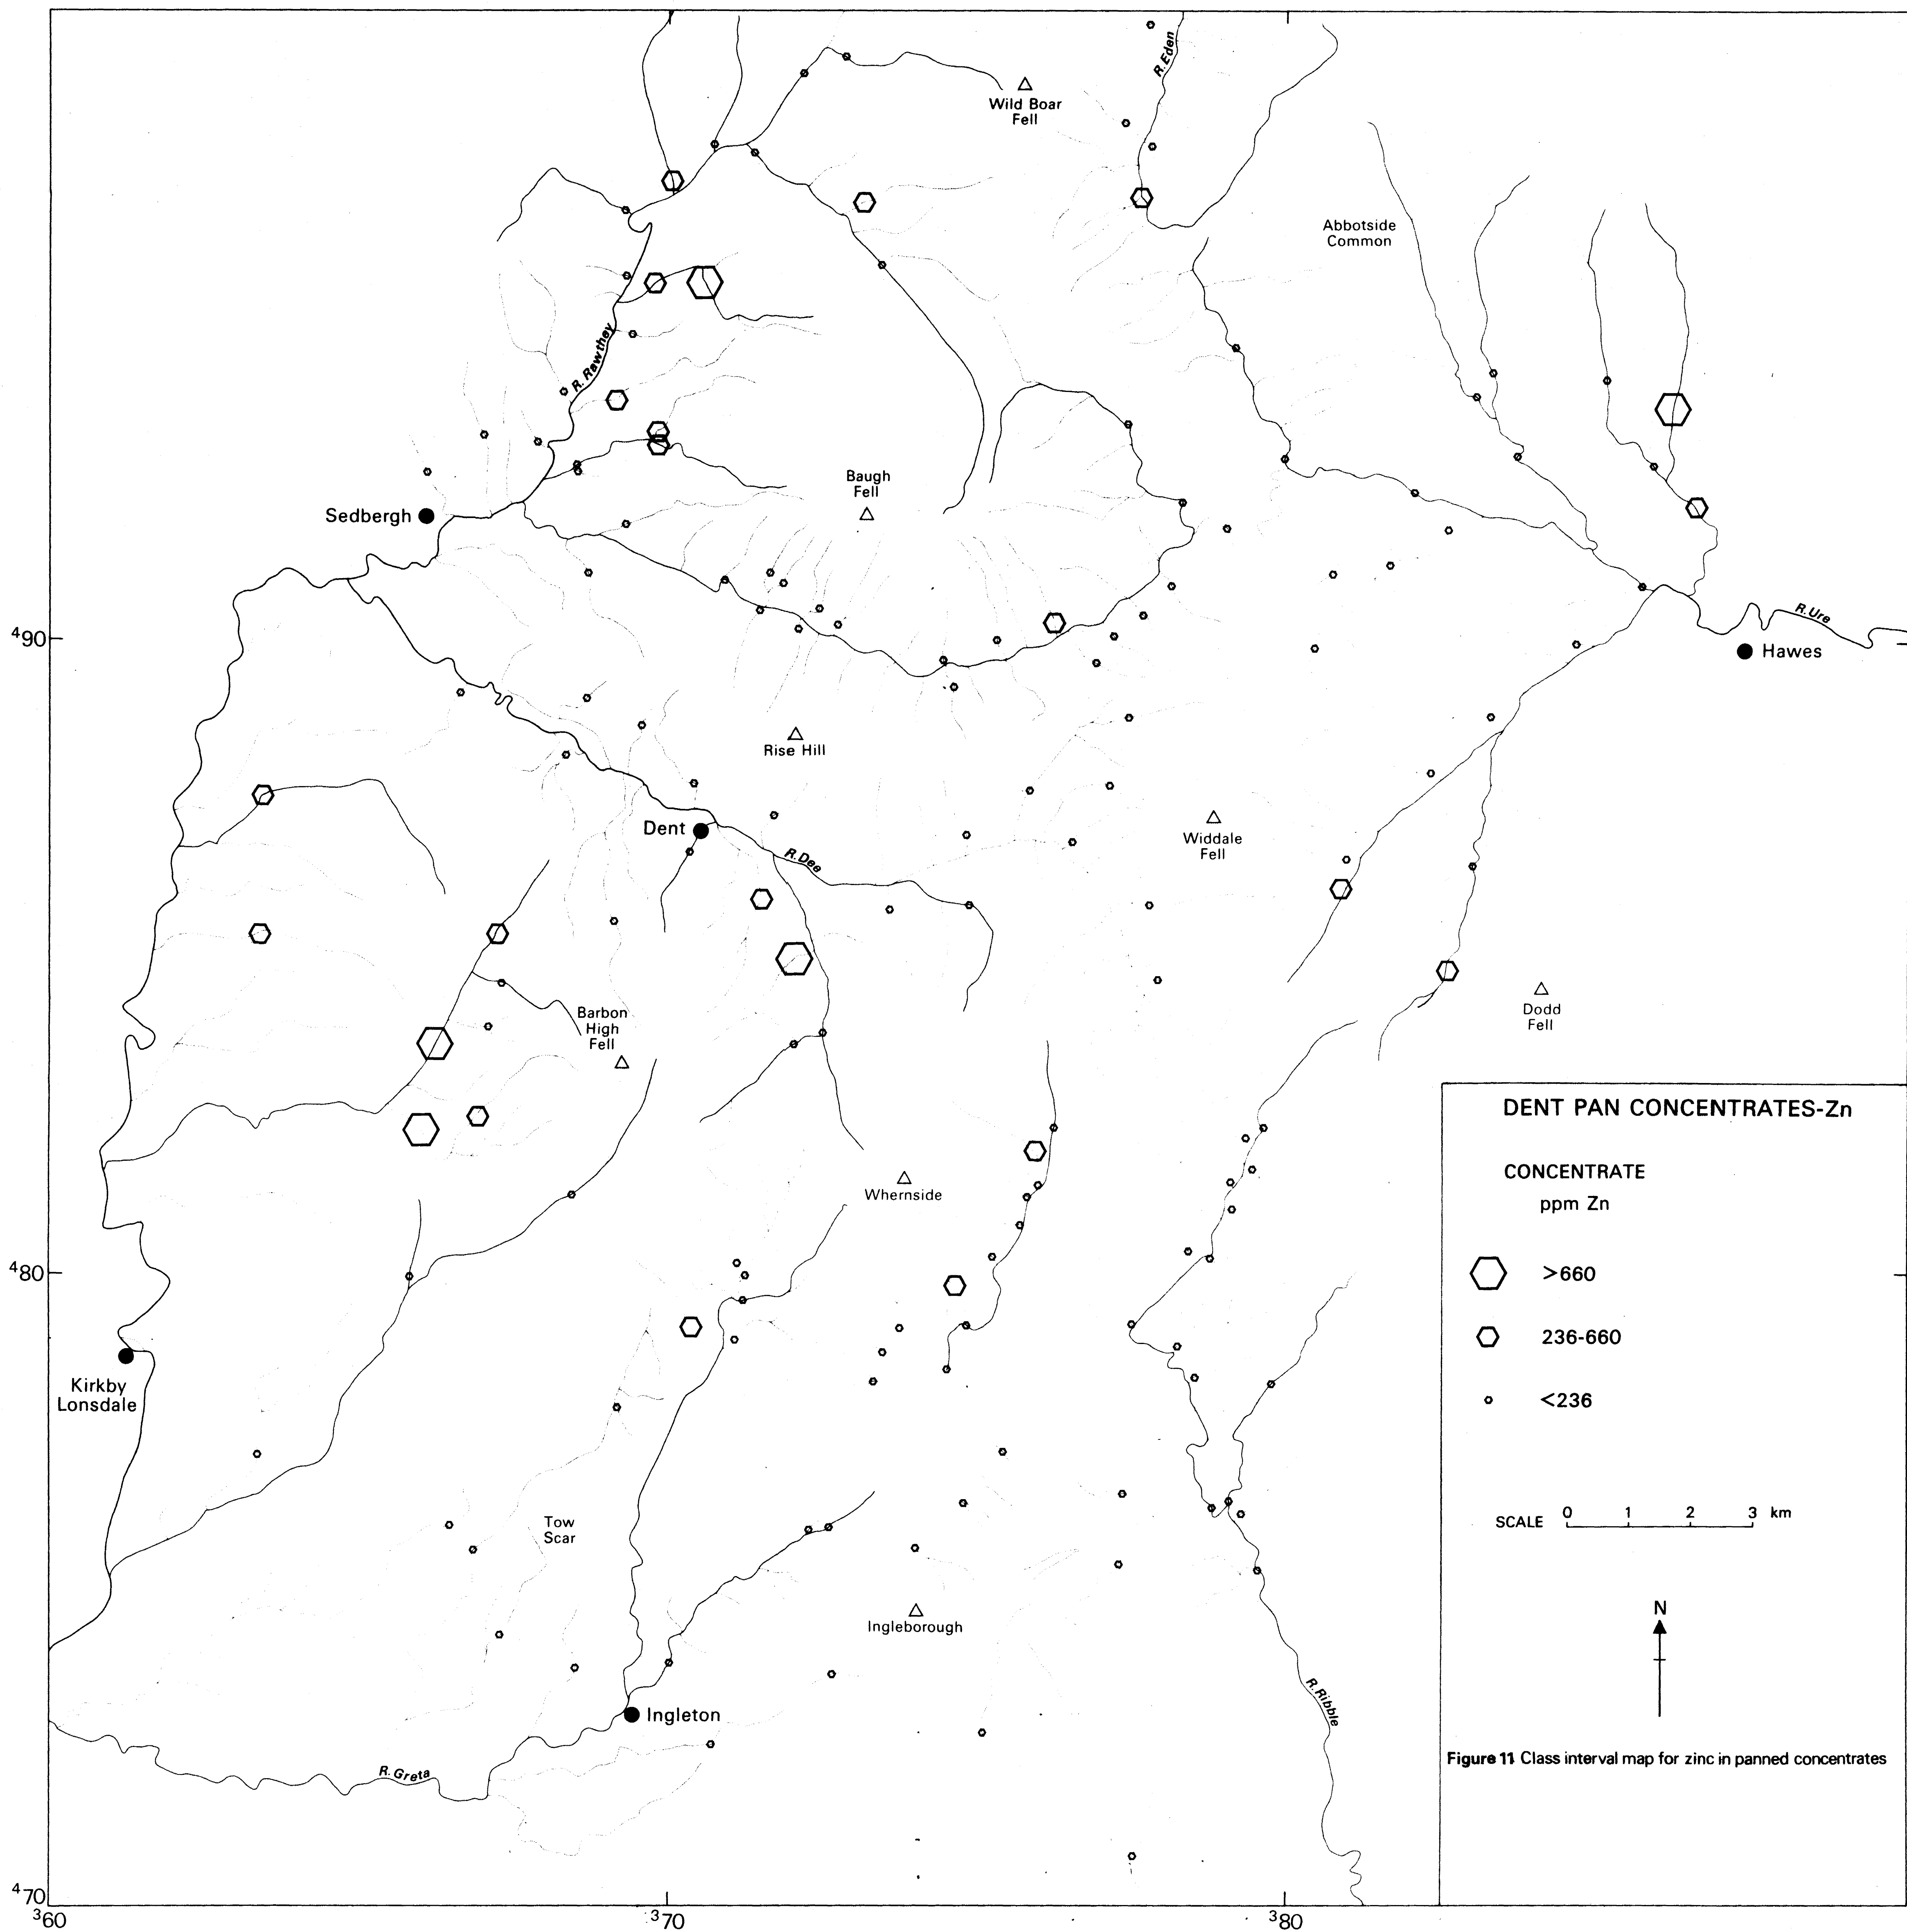 R. Eden
Wild Boar
Fell
Abbotside
Common
R. Rawthey
Baugh
Fell
Sedbergh
R. Ure
⁴90
Hawes
Rise Hill
Dent
R. Dee
Widdale
Fell
Barbon
High
Fell
Dodd
Fell
DENT PAN CONCENTRATES-Zn
CONCENTRATE
ppm Zn
Whernside
⁴80
>660
236-660
Kirkby
Lonsdale
<236
Tow
Scar
SCALE 0 1 2 3 km
N
Ingleborough
R. Ribble
Ingleton
Figure 11 Class interval map for zinc in panned concentrates
R. Greta
⁴70
³60
³70
³80